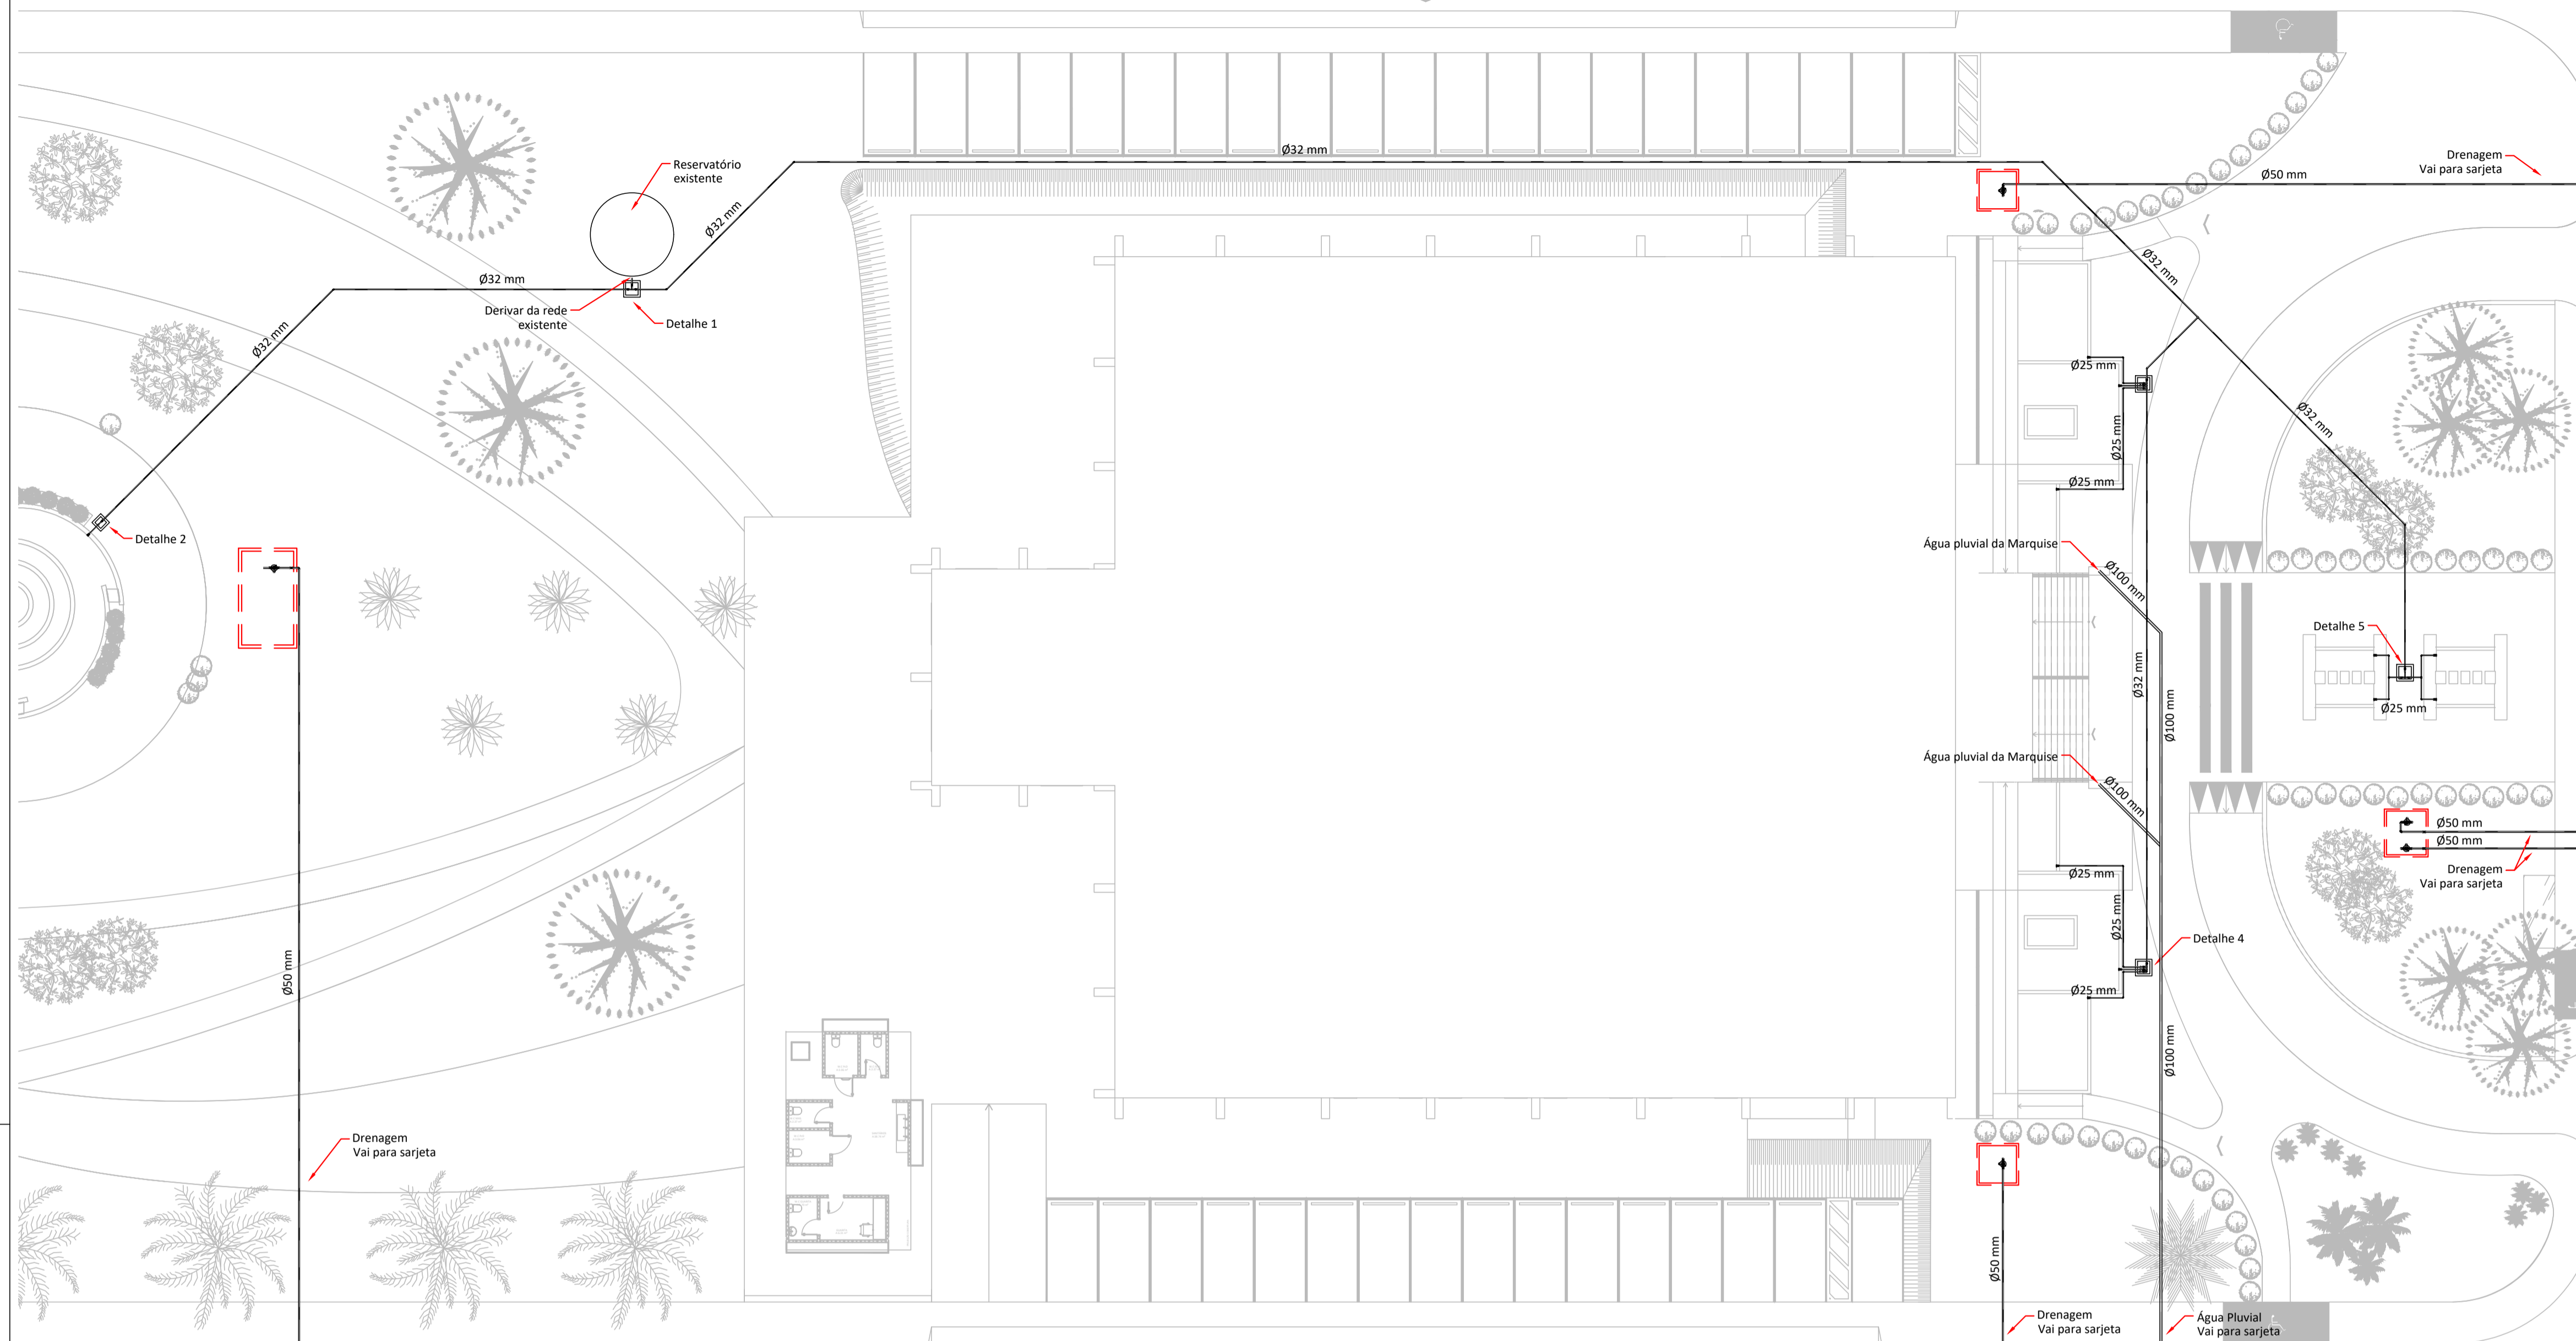 Ø32 mm
Reservatório
existente
Drenagem
Vai para sarjeta
Ø50 mm
Ø32 mm
Ø32 mm
Ø32 mm
Derivar da rede
existente
Detalhe 1
Ø32 mm
Ø25 mm
Ø32 mm
Ø25 mm
Ø25 mm
Detalhe 2
Água pluvial da Marquise
Ø100 mm
Detalhe 5
Ø32 mm
Ø100 mm
Ø25 mm
Água pluvial da Marquise
Ø100 mm
Ø50 mm
Ø50 mm
Drenagem
Vai para sarjeta
Ø25 mm
Ø25 mm
Detalhe 4
Ø50 mm
Ø25 mm
Ø100 mm
Drenagem
Vai para sarjeta
Ø50 mm
Drenagem
Vai para sarjeta
Água Pluvial
Vai para sarjeta